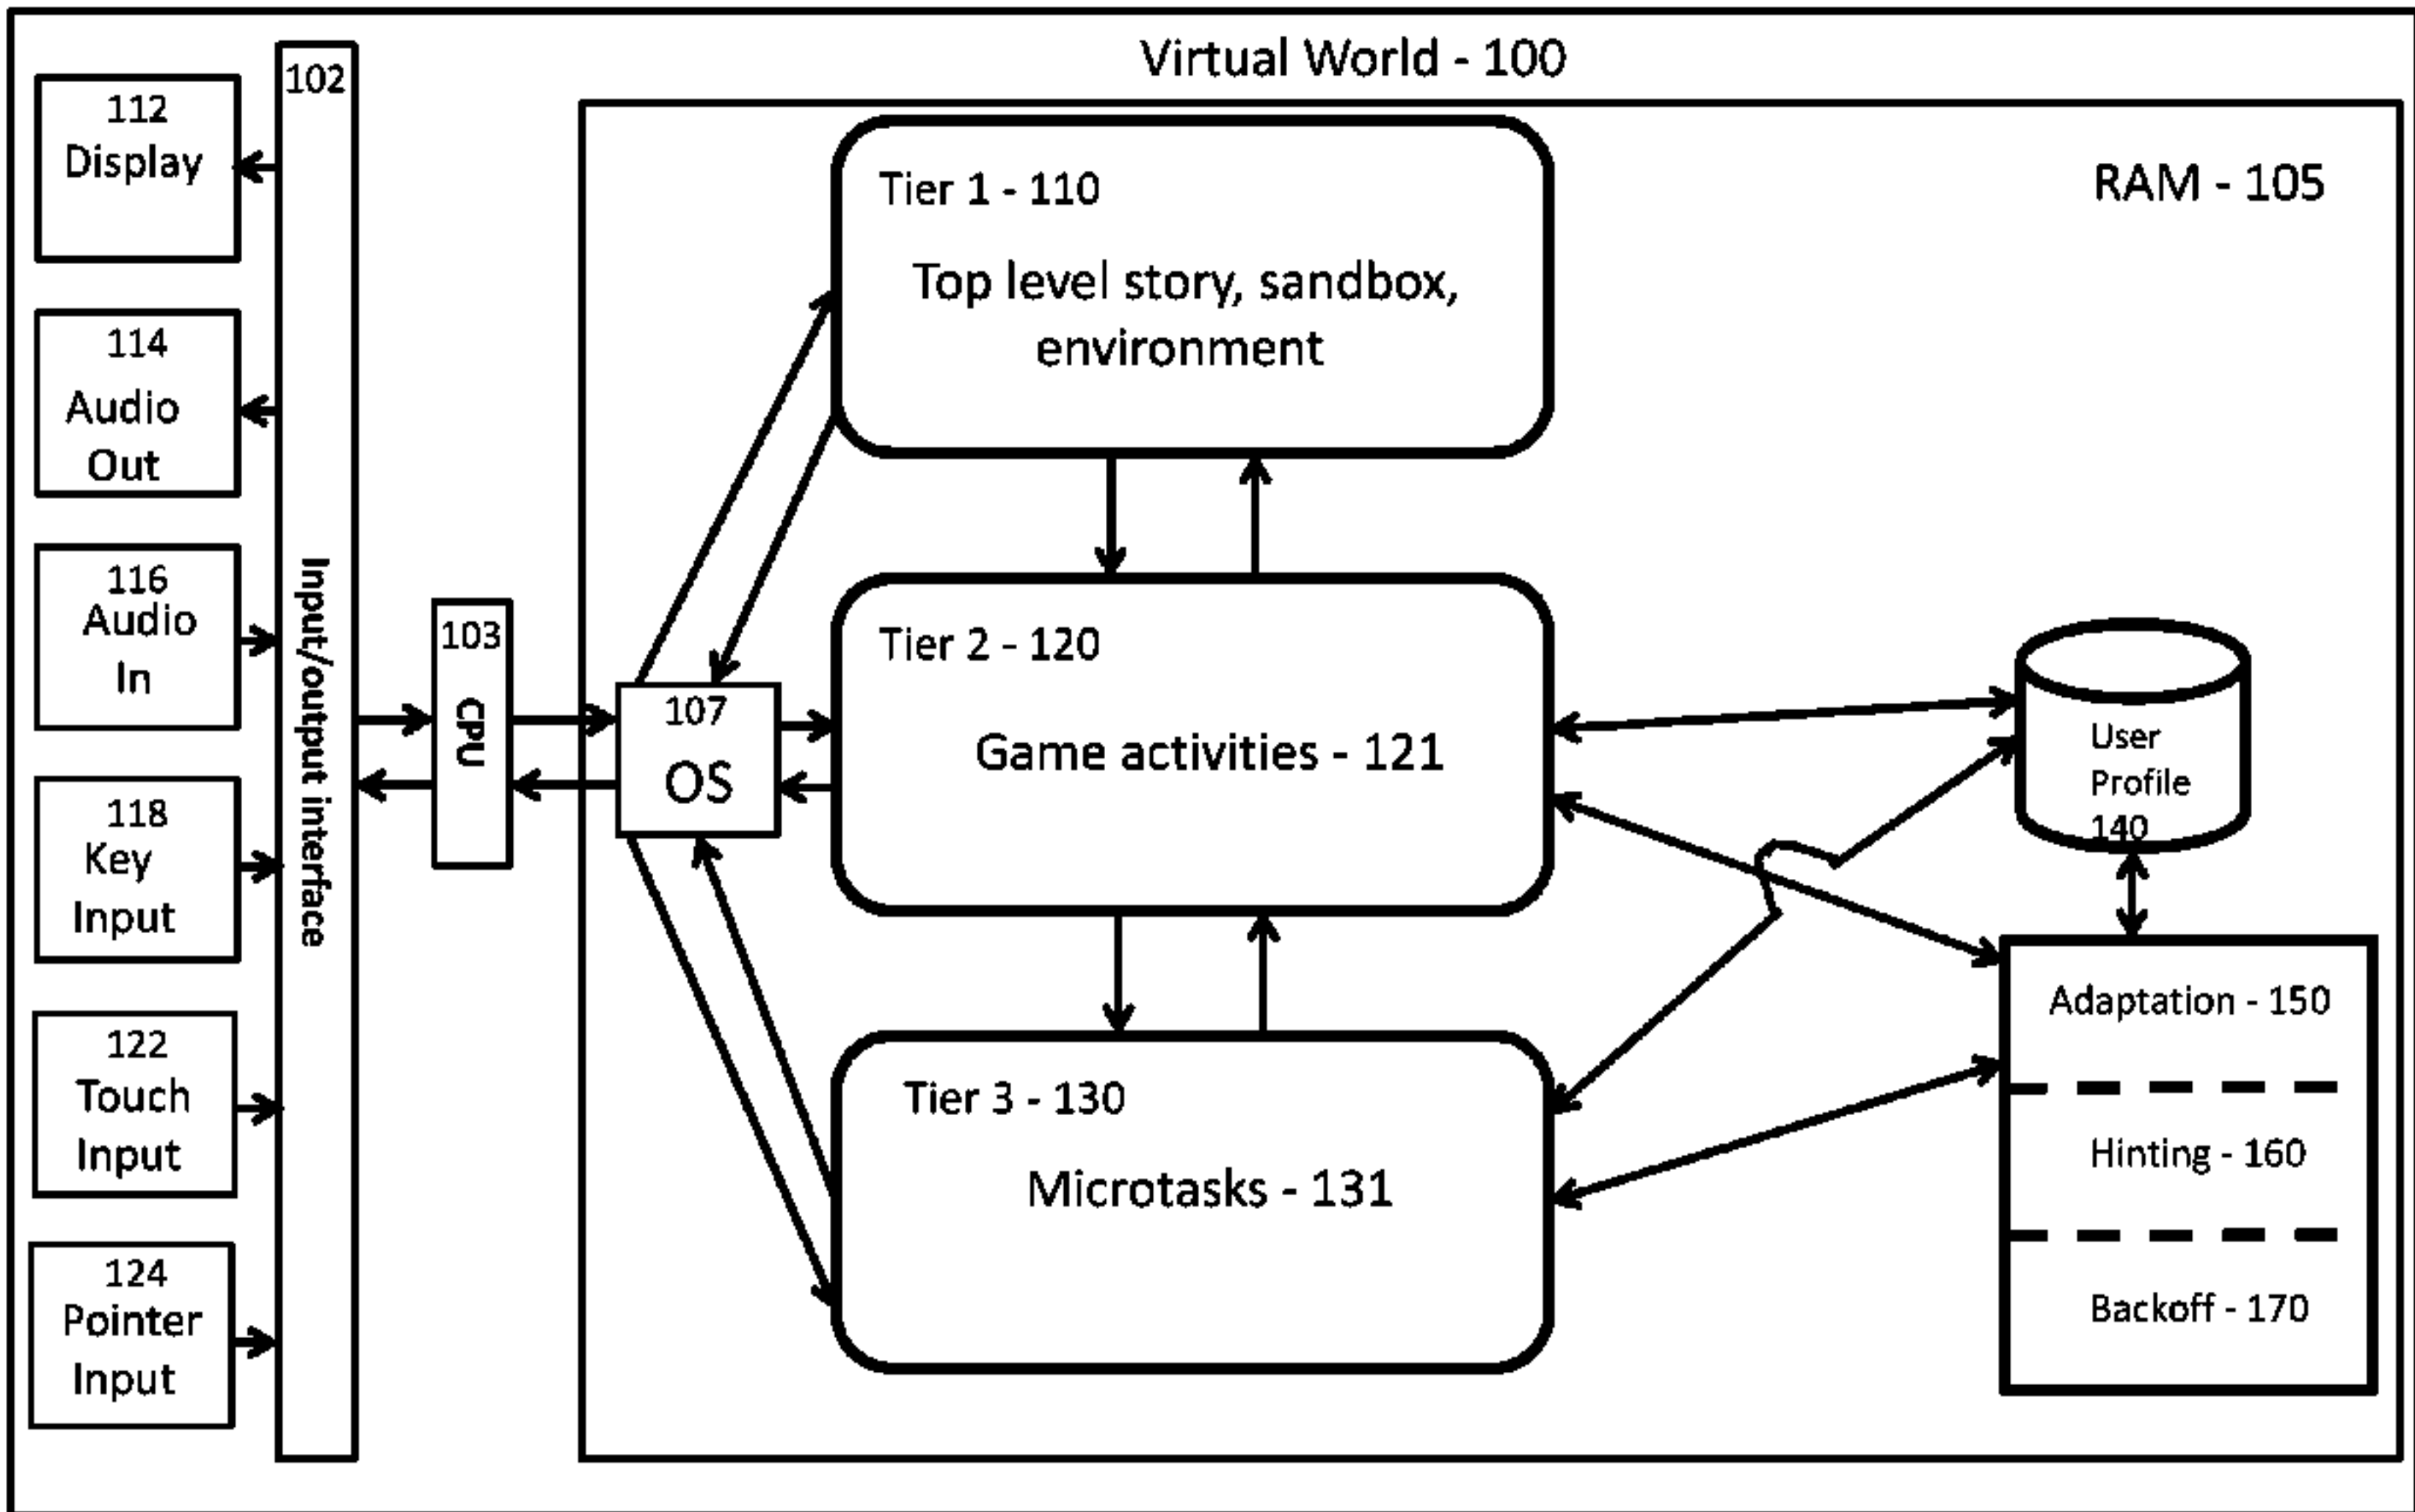 Virtual World - 100
102
Input/output interface
112
Display
114
Audio
Out
116
Audio
In
118
Key
Input
122
Touch
Input
124
Pointer
Input
103
CPU
RAM - 105
107
OS
Tier 1 - 110
Top level story, sandbox,
environment
Tier 2 - 120
Game activities - 121
Tier 3 - 130
Microtasks - 131
User
Profile
140
Adaptation - 150
Hinting - 160
Backoff - 170